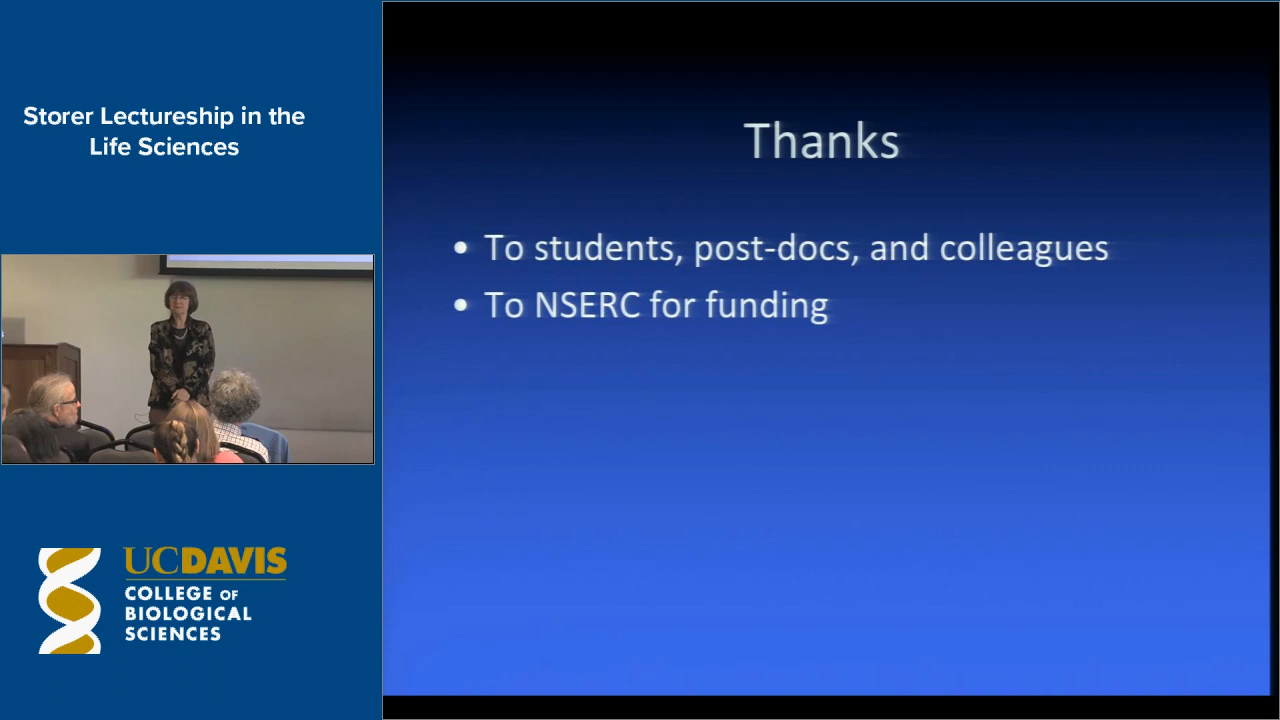 Storer Lectureship in the
Life Sciences
UCDAVIS
COLLEGE OF
BIOLOGICAL
SCIENCES
Thanks
• To students, post-docs, and colleagues
• To NSERC for funding